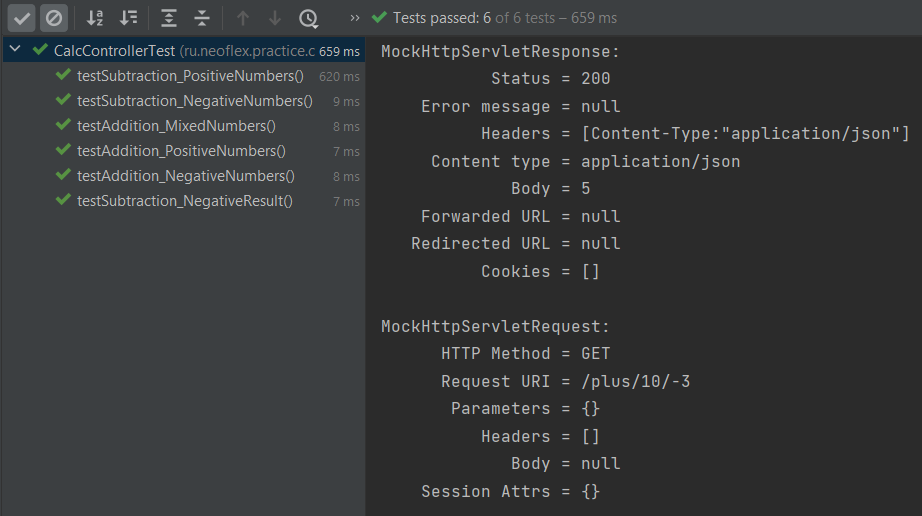 Tests passed: 6 of 6 tests – 659 ms
CalcControllerTest (ru.neoflex.practice.c 659 ms
testSubtraction_PositiveNumbers() 620 ms
testSubtraction_NegativeNumbers() 9 ms
testAddition_MixedNumbers() 8 ms
testAddition_PositiveNumbers() 7 ms
testAddition_NegativeNumbers() 8 ms
testSubtraction_NegativeResult() 7 ms
MockHttpServletResponse:
Status = 200
Error message = null
Headers = [Content-Type:"application/json"]
Content type = application/json
Body = 5
Forwarded URL = null
Redirected URL = null
Cookies = []
MockHttpServletRequest:
HTTP Method = GET
Request URI = /plus/10/-3
Parameters = {}
Headers = []
Body = null
Session Attrs = {}